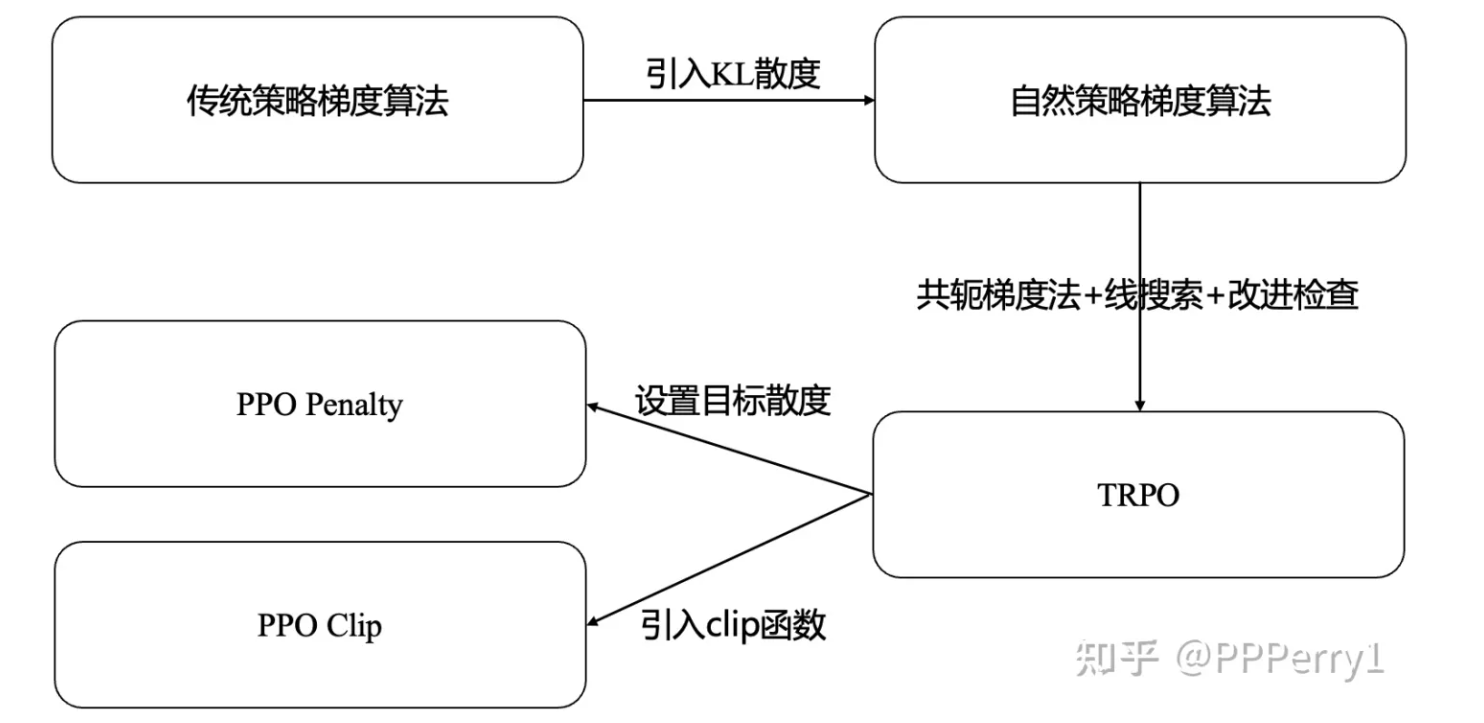 传统策略梯度算法
引入KL散度
自然策略梯度算法
共轭梯度法+线搜索+改进检查
PPO Penalty
设置目标散度
TRPO
PPO Clip
引入clip函数
知乎 @PPPerry1